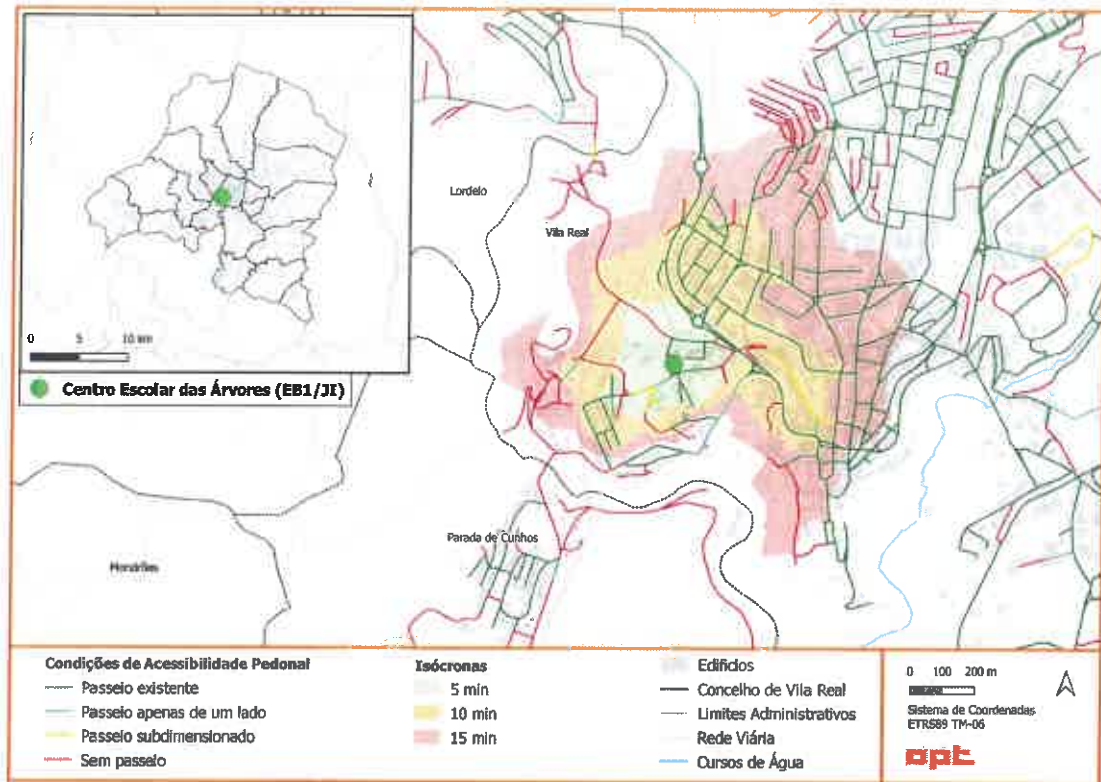 Lordelo
Vila Real
0 5 10 km
Centro Escolar das Árvores (EB1/JI)
Parada de Cunhos
Mondrões
Condições de Acessibilidade Pedonal
Passeio existente
Passeio apenas de um lado
Passeio subdimensionado
Sem passeio
Isócronas
5 min
10 min
15 min
Edifícios
Concelho de Vila Real
Limites Administrativos
Rede Viária
Cursos de Água
0 100 200 m
Sistema de Coordenadas
ETRS89 TM-06
opt